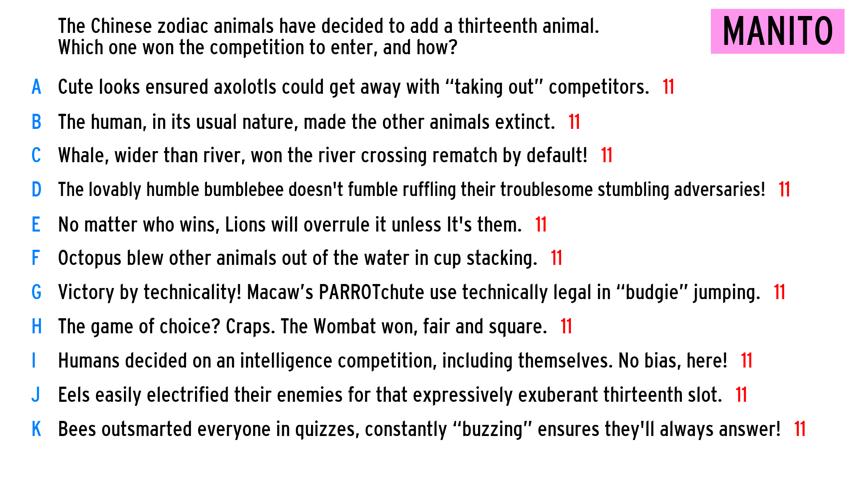 The Chinese zodiac animals have decided to add a thirteenth animal.
Which one won the competition to enter, and how?
MANITO
A Cute looks ensured axolotls could get away with “taking out” competitors. 11
B The human, in its usual nature, made the other animals extinct. 11
C Whale, wider than river, won the river crossing rematch by default! 11
D The lovably humble bumblebee doesn't fumble ruffling their troublesome stumbling adversaries! 11
E No matter who wins, Lions will overrule it unless It's them. 11
F Octopus blew other animals out of the water in cup stacking. 11
G Victory by technicality! Macaw’s PARROTchute use technically legal in “budgie” jumping. 11
H The game of choice? Craps. The Wombat won, fair and square. 11
I Humans decided on an intelligence competition, including themselves. No bias, here! 11
J Eels easily electrified their enemies for that expressively exuberant thirteenth slot. 11
K Bees outsmarted everyone in quizzes, constantly “buzzing” ensures they'll always answer! 11